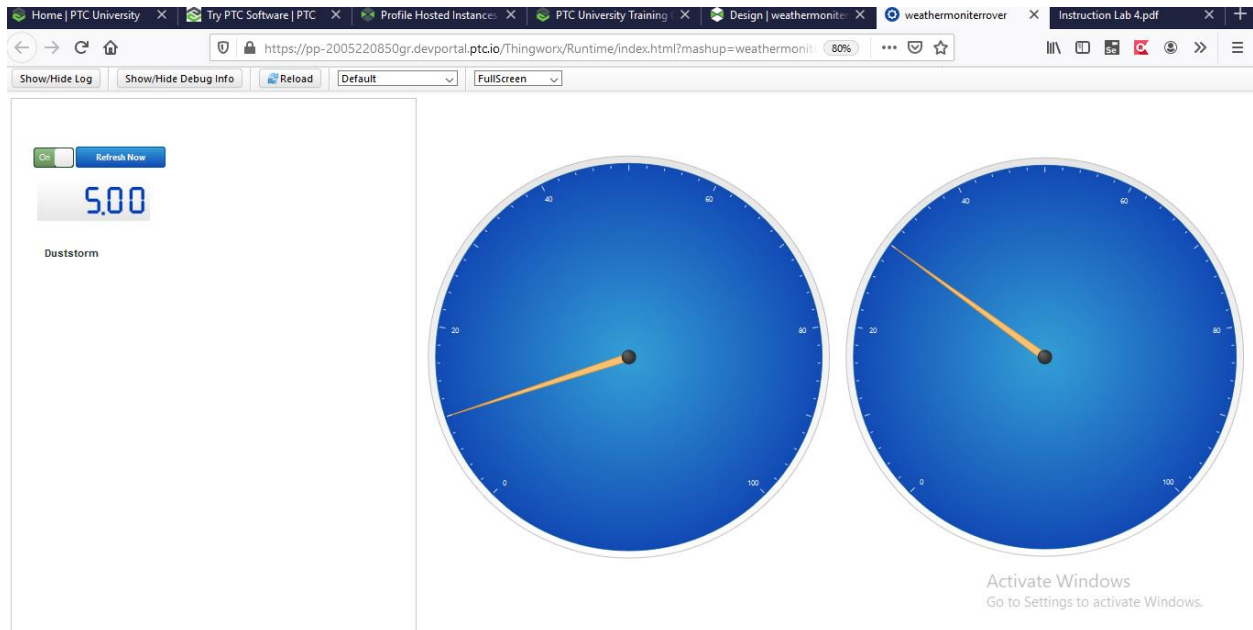 Home | PTC University
Try PTC Software | PTC
Profile Hosted Instances
PTC University Training
Design | weathermoniter
weathermoniterrover
Instruction Lab 4.pdf
https://pp-2005220850gr.devportal.ptc.io/Thingworx/Runtime/index.html?mashup=weathermonit
80%
Show/Hide Log
Show/Hide Debug Info
Reload
Default
FullScreen
On
Refresh Now
5.00
Duststorm
0
20
40
60
80
100
0
20
40
60
80
100
Activate Windows
Go to Settings to activate Windows.